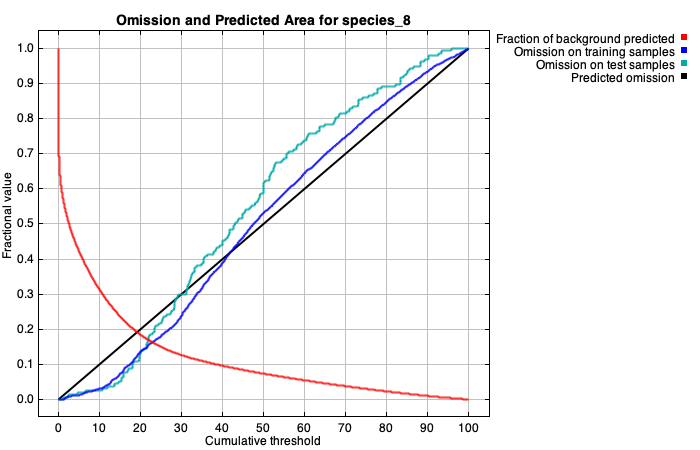 Omission and Predicted Area for species_8
Fraction of background predicted
Omission on training samples
Omission on test samples
Predicted omission
Fractional value
1.0
0.9
0.8
0.7
0.6
0.5
0.4
0.3
0.2
0.1
0.0
0 10 20 30 40 50 60 70 80 90 100
Cumulative threshold